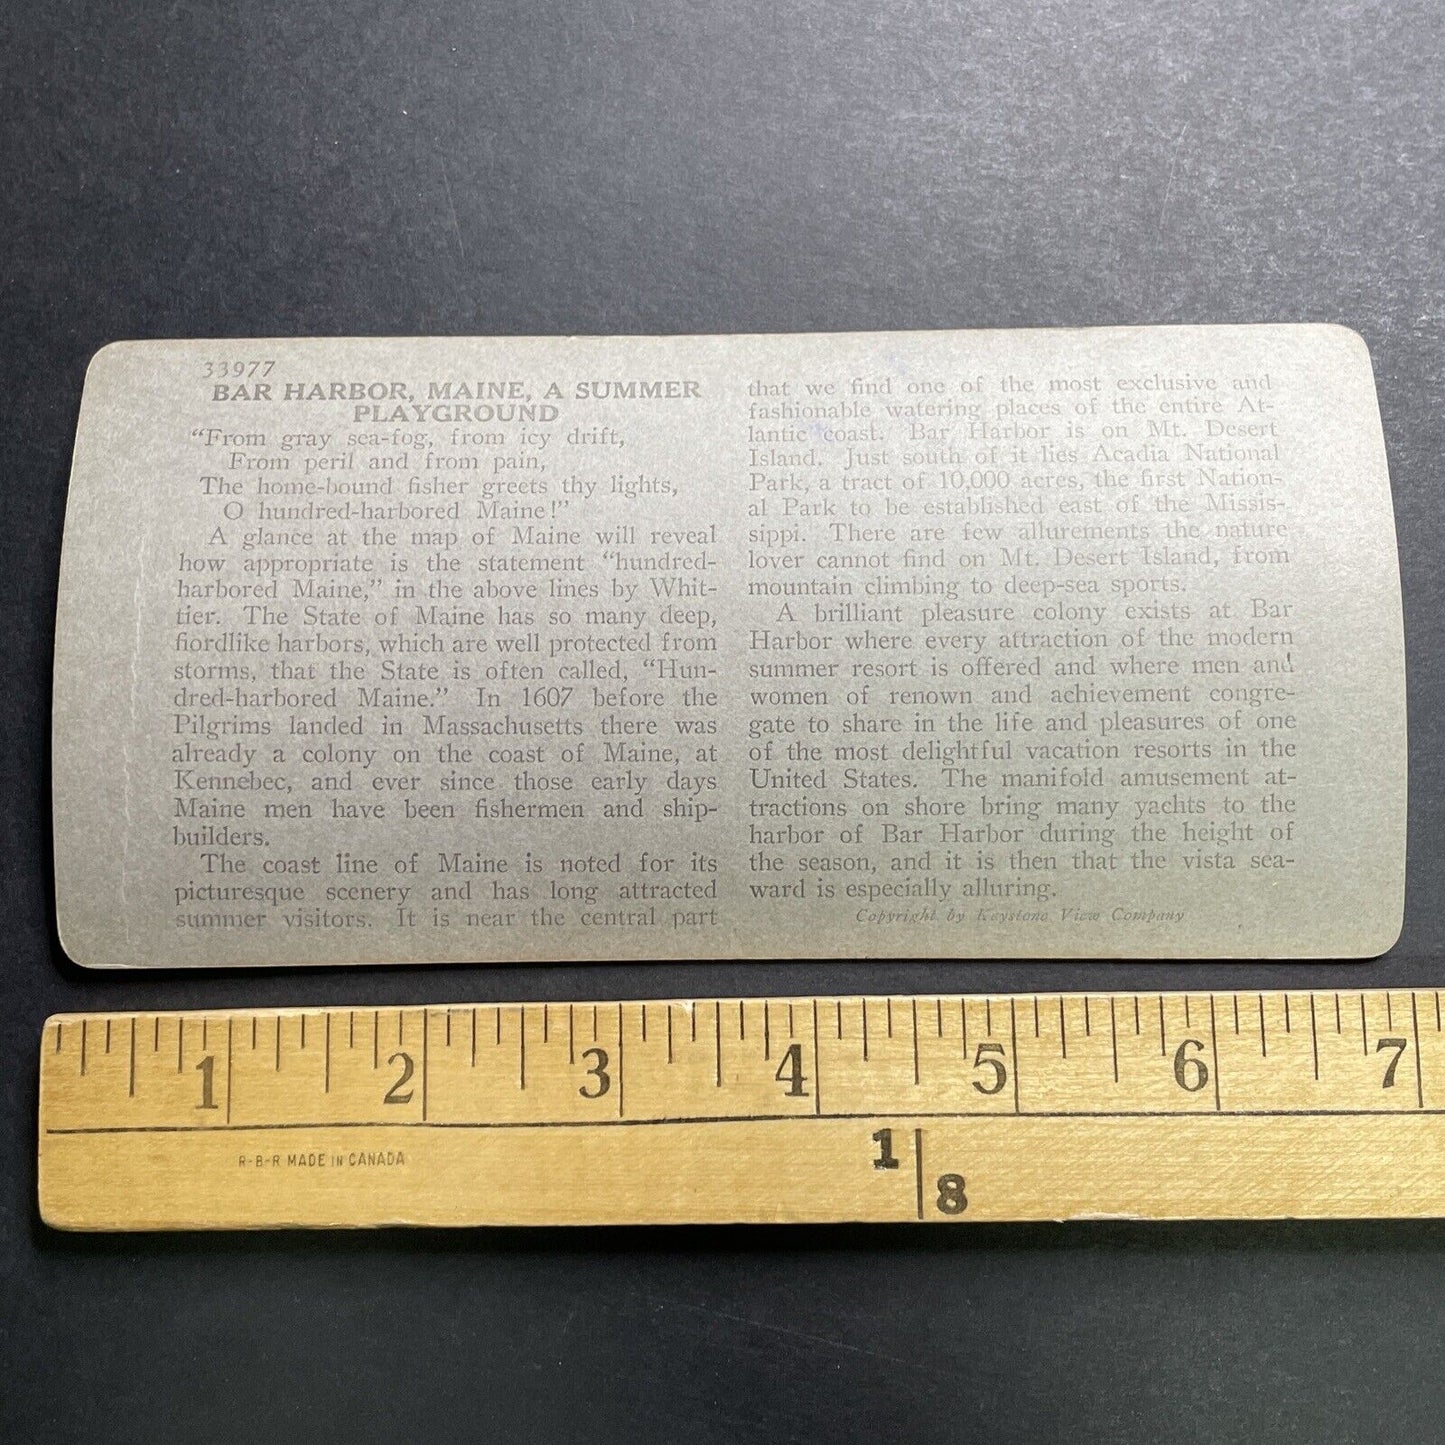 33977
BAR HARBOR, MAINE, A SUMMER
PLAYGROUND
"From gray sea-fog, from icy drift,
From peril and from pain,
The home-bound fisher greets thy lights,
O hundred-harbored Maine!"
A glance at the map of Maine will reveal
how appropriate is the statement "hundred-
harbored Maine," in the above lines by Whit-
tier. The State of Maine has so many deep,
fiordlike harbors, which are well protected from
storms, that the State is often called, "Hun-
dred-harbored Maine." In 1607 before the
Pilgrims landed in Massachusetts there was
already a colony on the coast of Maine, at
Kennebec, and ever since those early days
Maine men have been fishermen and ship-
builders.
The coast line of Maine is noted for its
picturesque scenery and has long attracted
summer visitors. It is near the central part
that we find one of the most exclusive and
fashionable watering places of the entire At-
lantic coast. Bar Harbor is on Mt. Desert
Island. Just south of it lies Acadia National
Park, a tract of 10,000 acres, the first Nation-
al Park to be established east of the Missis-
sippi. There are few allurements the nature
lover cannot find on Mt. Desert Island, from
mountain climbing to deep-sea sports.
A brilliant pleasure colony exists at Bar
Harbor where every attraction of the modern
summer resort is offered and where men and
women of renown and achievement congre-
gate to share in the life and pleasures of one
of the most delightful vacation resorts in the
United States. The manifold amusement at-
tractions on shore bring many yachts to the
harbor of Bar Harbor during the height of
the season, and it is then that the vista sea-
ward is especially alluring.
Copyright by Keystone View Company
1 2 3 4 5 6 7
R-B-R MADE IN CANADA
1
8